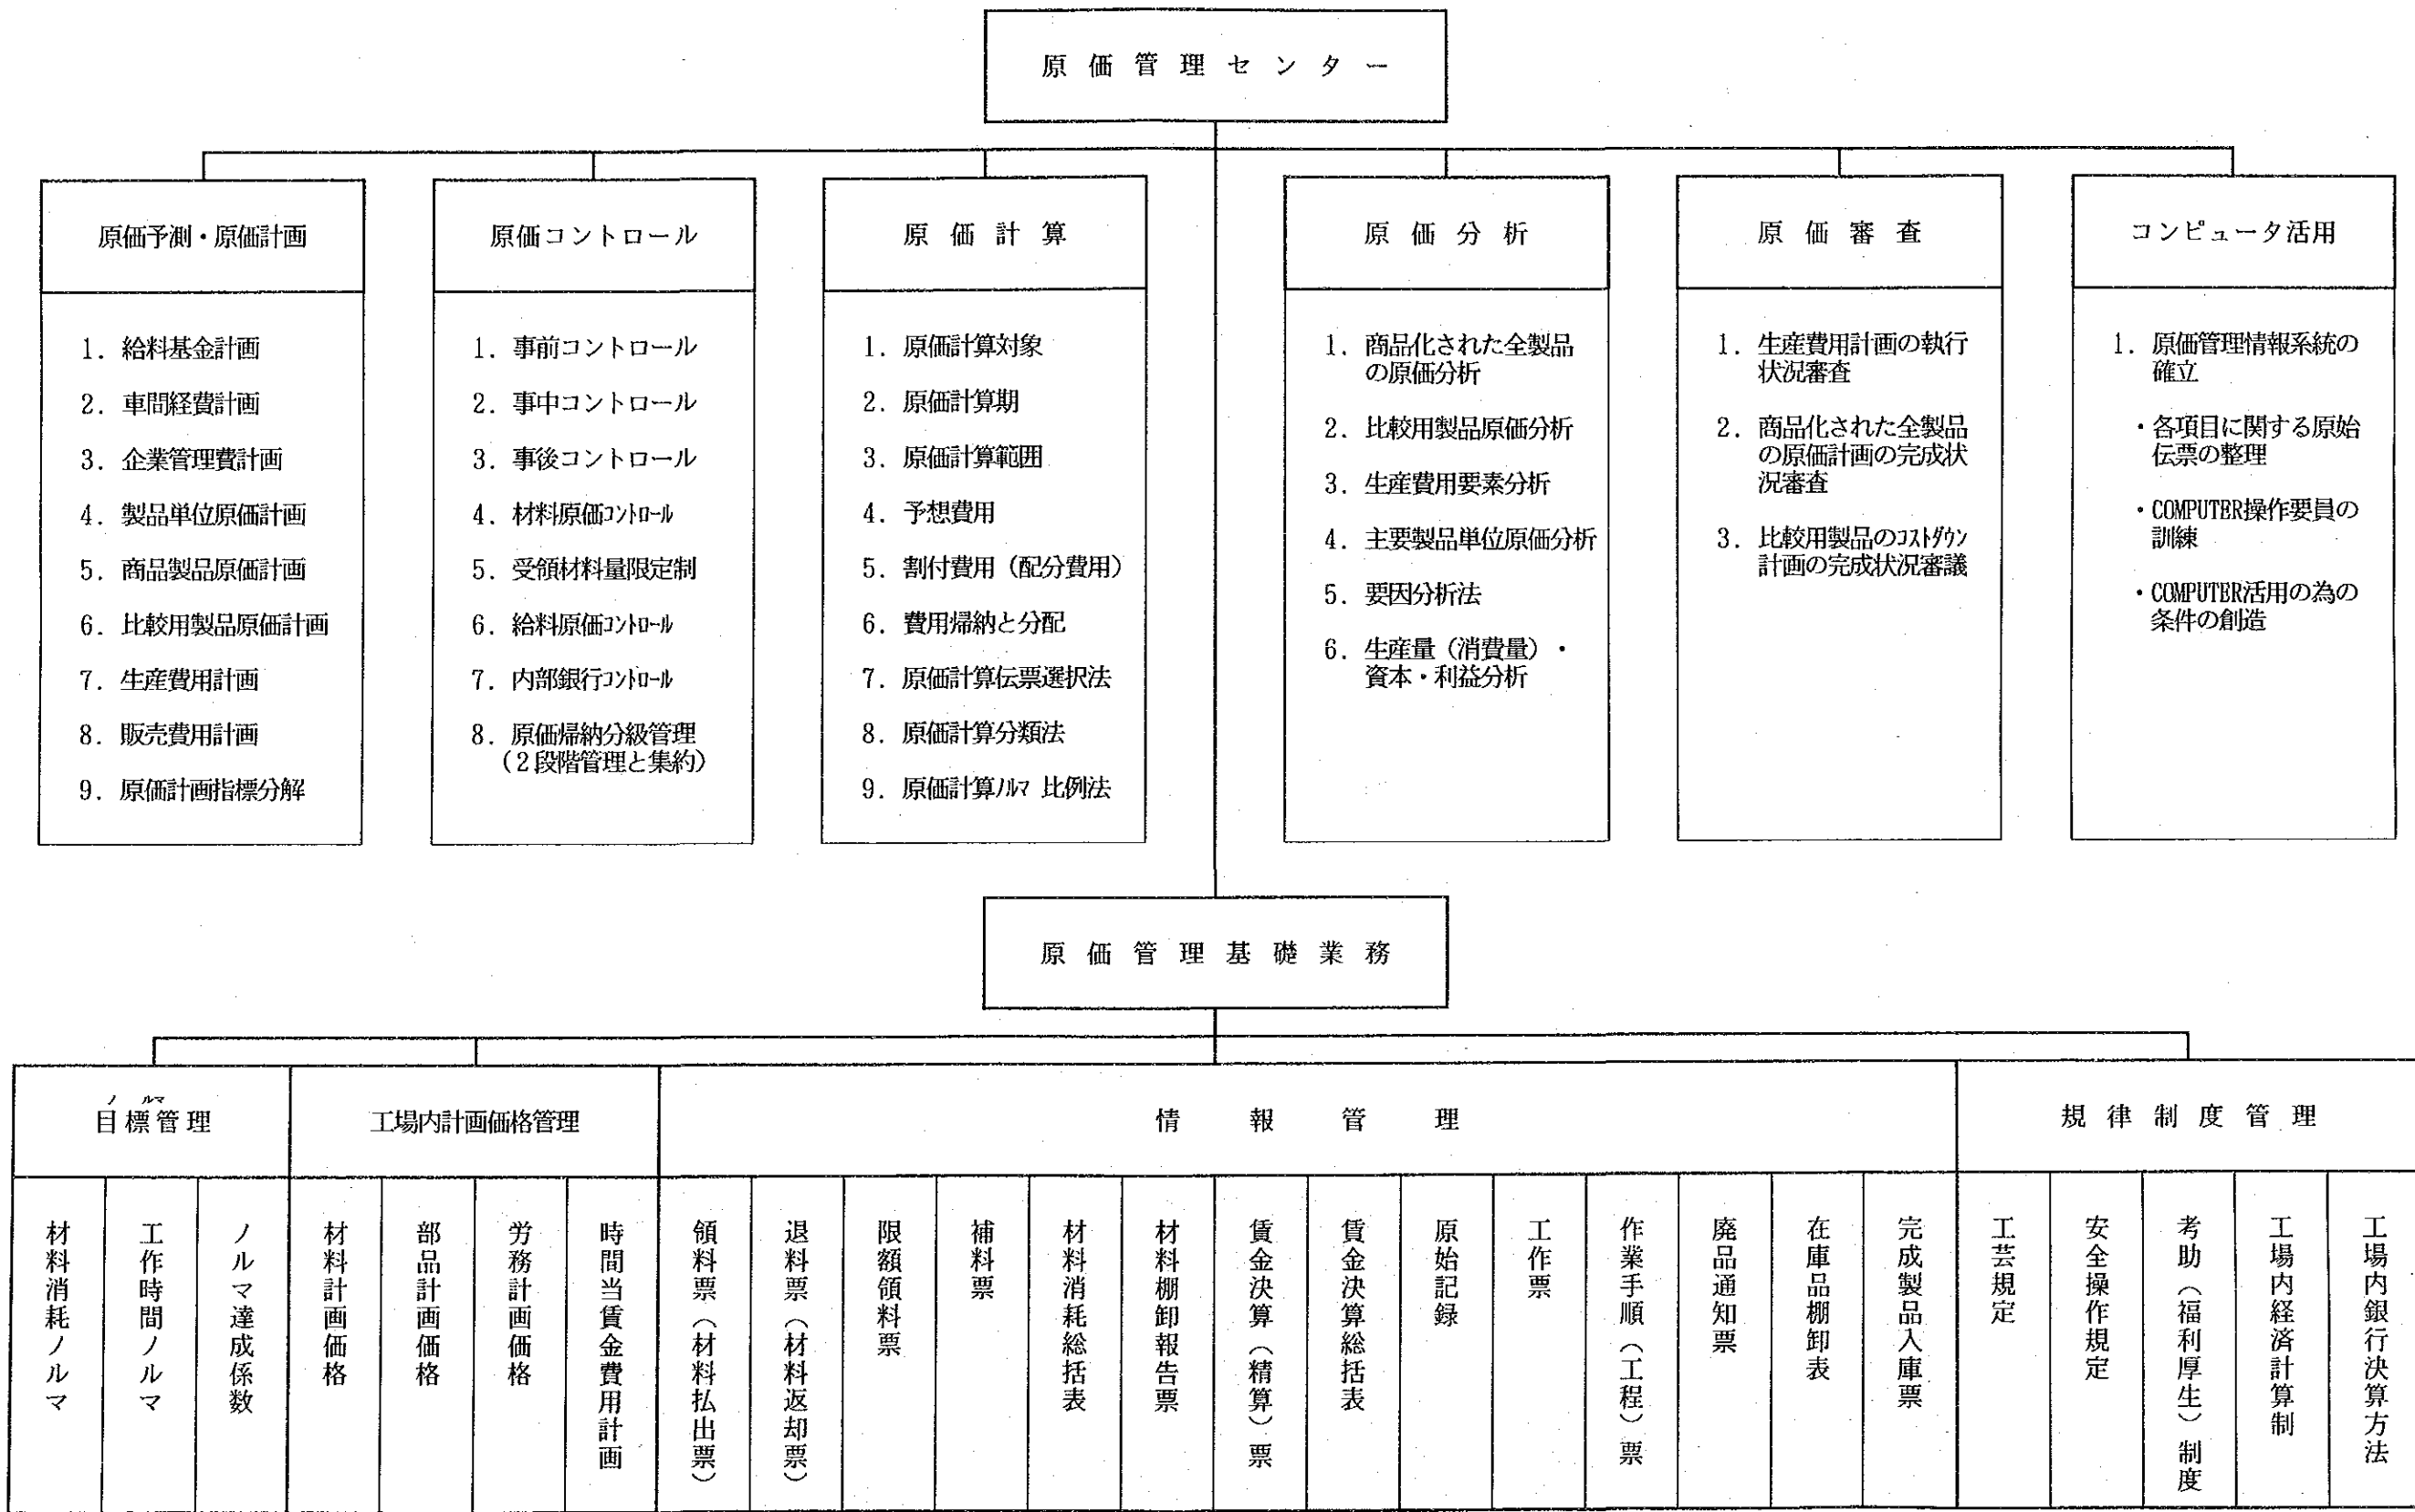 原価管理センター
原価予測・原価計画
1. 給料基金計画
2. 車間経費計画
3. 企業管理費計画
4. 製品単位原価計画
5. 商品製品原価計画
6. 比較用製品原価計画
7. 生産費用計画
8. 販売費用計画
9. 原価計画指標分解
原価コントロール
1. 事前コントロール
2. 事中コントロール
3. 事後コントロール
4. 材料原価ｺﾝﾄﾛｰﾙ
5. 受領材料量限定制
6. 給料原価ｺﾝﾄﾛｰﾙ
7. 内部銀行ｺﾝﾄﾛｰﾙ
8. 原価帰納分級管理
（2段階管理と集約）
原価計算
1. 原価計算対象
2. 原価計算期
3. 原価計算範囲
4. 予想費用
5. 割付費用（配分費用）
6. 費用帰納と分配
7. 原価計算伝票選択法
8. 原価計算分類法
9. 原価計算ﾉﾙﾏ 比例法
原価分析
1. 商品化された全製品
の原価分析
2. 比較用製品原価分析
3. 生産費用要素分析
4. 主要製品単位原価分析
5. 要因分析法
6. 生産量（消費量）・
資本・利益分析
原価審査
1. 生産費用計画の執行
状況審査
2. 商品化された全製品
の原価計画の完成状
況審査
3. 比較用製品のｺｽﾄﾀﾞｳﾝ
計画の完成状況審議
コンピュータ活用
1. 原価管理情報系統の
確立
・各項目に関する原始
伝票の整理
・COMPUTER操作要員の
訓練
・COMPUTER活用の為の
条件の創造
原価管理基礎業務
ノルマ
目標管理
工場内計画価格管理
情報管理
規律制度管理
材料消耗ノルマ
工作時間ノルマ
ノルマ達成係数
材料計画価格
部品計画価格
労務計画価格
時間当賃金費用計画
領料票（材料払出票）
退料票（材料返却票）
限額領料票
補料票
材料消耗総括表
材料棚卸報告票
賃金決算（精算）票
賃金決算総括表
原始記録
工作票
作業手順（工程）票
廃品通知票
在庫品棚卸表
完成製品入庫票
工芸規定
安全操作規定
考助（福利厚生）制度
工場内経済計算制
工場内銀行決算方法